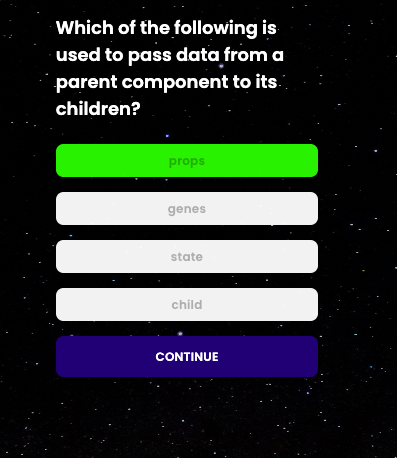 Which of the following is
used to pass data from a
parent component to its
children?
props
genes
state
child
CONTINUE